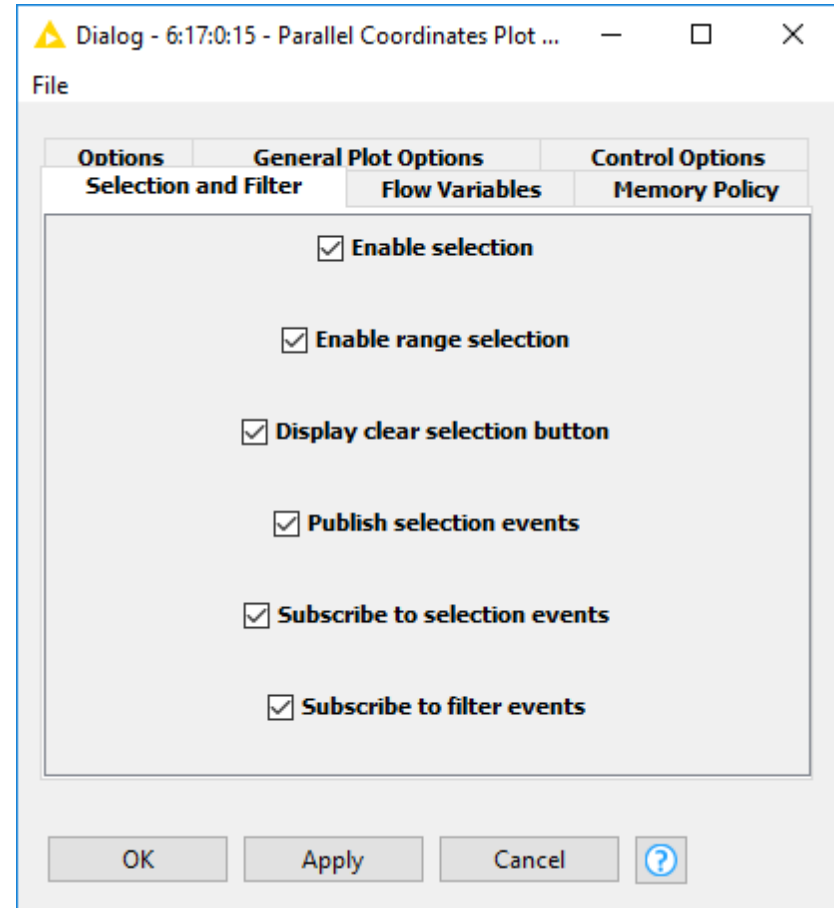 Dialog - 6:17:0:15 - Parallel Coordinates Plot ...
File
Options General Plot Options Control Options
Selection and Filter Flow Variables Memory Policy
Enable selection
Enable range selection
Display clear selection button
Publish selection events
Subscribe to selection events
Subscribe to filter events
OK Apply Cancel ?